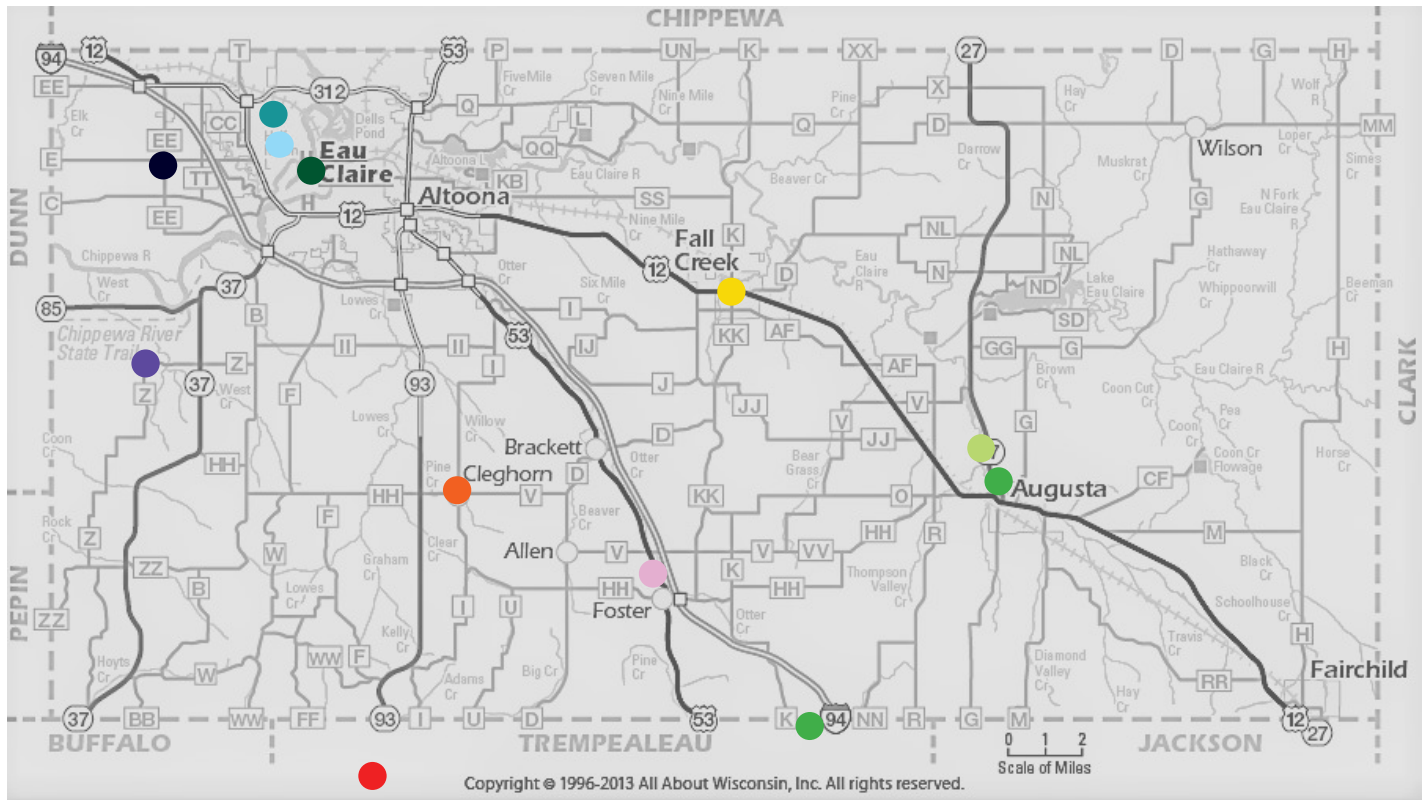 CHIPPEWA
94
12
T
53
P
UN
K
XX
27
D
G
H
EE
312
Five Mile
Cr
Seven Mile
Cr
Nine Mile
Cr
Pine
Cr
X
Hay
Cr
Wolf
R
Elk
Cr
CC
Dells
Pond
Q
L
Q
D
MM
EE
QQ
Loper
Cr
E
Eau
Claire
Altoona L
Eau Claire R
Darrow
Cr
Wilson
Simes
Cr
TT
KB
Beaver Cr
Muskrat
Cr
DUNN
C
EE
H
12
Altoona
SS
N
G
N Fork
Eau Claire R
Nine Mile
Cr
K
NL
Chippewa R
Fall
Creek
NL
Hathaway
Cr
West
Cr
37
Otter
Cr
12
D
Eau
Claire
R
N
Lake
Eau Claire
Six Mile
Cr
ND
Whippoorwill
Cr
Beeman
Cr
85
B
Lowes
Cr
I
SD
Chippewa River
State Trail
53
KK
AF
II
II
IJ
GG
G
H
Z
I
AF
Brown
Cr
Eau Claire R
CLARK
Z
37
West
Cr
F
93
J
Coon Cut
Cr
JJ
V
Lowes
Cr
Willow
Cr
V
G
Pea
Cr
Coon
Cr
D
JJ
Coon
Cr
Brackett
Otter
Cr
Bear
Grass
Cr
7
Coon Cr
Flowage
Horse
Cr
HH
Pine
Cr
Cleghorn
D
CF
HH
V
KK
O
Augusta
Rock
Cr
F
Beaver
Cr
HH
R
M
Z
W
Clear
Cr
Allen
V
V
VV
ZZ
Graham
Cr
K
Thompson
Valley
Cr
Black
Cr
B
Lowes
Cr
HH
HH
PEPIN
ZZ
I
U
Foster
Otter
Cr
Schoolhouse
Cr
Kelly
Cr
Travis
Cr
H
Hoyts
Cr
WW
F
W
Adams
Cr
Big Cr
Pine
Cr
Diamond
Valley
Cr
Hay
Cr
RR
Fairchild
37
BB
WW
FF
93
I
U
D
53
K
94
NN
R
G
M
12
27
BUFFALO
TREMPEALEAU
0 1 2
Scale of Miles
JACKSON
Copyright © 1996-2013 All About Wisconsin, Inc. All rights reserved.